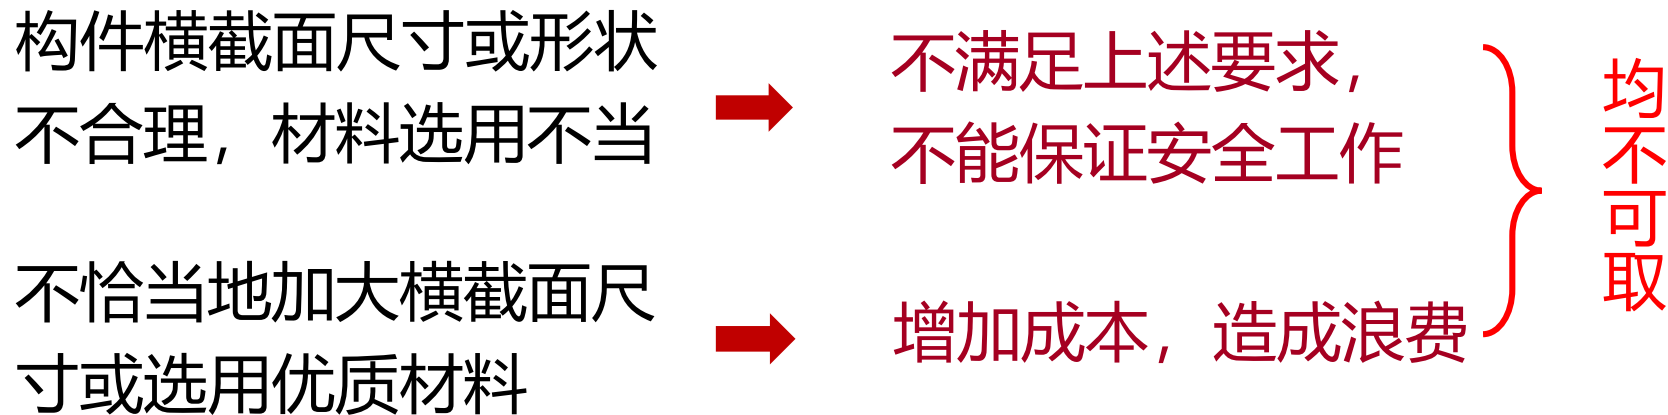 构件横截面尺寸或形状
不合理，材料选用不当
不满足上述要求，
不能保证安全工作
不恰当地加大横截面尺
寸或选用优质材料
增加成本，造成浪费
均不可取